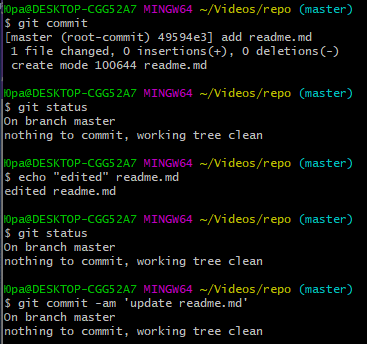 Ю0pa@DESKTOP-CGG52A7 MINGW64 ~/Videos/repo (master)
$ git commit
[master (root-commit) 49594e3] add readme.md
1 file changed, 0 insertions(+), 0 deletions(-)
create mode 100644 readme.md
Ю0pa@DESKTOP-CGG52A7 MINGW64 ~/Videos/repo (master)
$ git status
On branch master
nothing to commit, working tree clean
Ю0pa@DESKTOP-CGG52A7 MINGW64 ~/Videos/repo (master)
$ echo "edited" readme.md
edited readme.md
Ю0pa@DESKTOP-CGG52A7 MINGW64 ~/Videos/repo (master)
$ git status
On branch master
nothing to commit, working tree clean
Ю0pa@DESKTOP-CGG52A7 MINGW64 ~/Videos/repo (master)
$ git commit -am 'update readme.md'
On branch master
nothing to commit, working tree clean